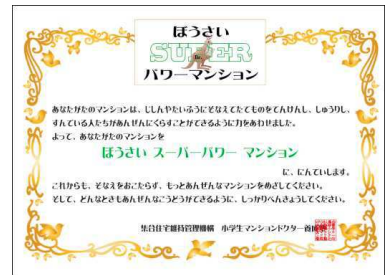 ぼうさい
SUPER
パワーマンション
あなたがたのマンションは、じしんやたいふうにそなえてたてものをてんけんし、しゅうりし、
すんでいる人たちがあんぜんにくらすことができるように力をあわせました。
よって、あなたがたのマンションを
ぼうさい スーパーパワー マンション
に、にんていします。
これからも、そなえをおこたらず、もっとあんぜんなマンションをめざしてください。
そして、どんなときもあんぜんなこうどうができるように、しっかりべんきょうしてください。
集合住宅維持管理機構 小学生マンションドクター養成